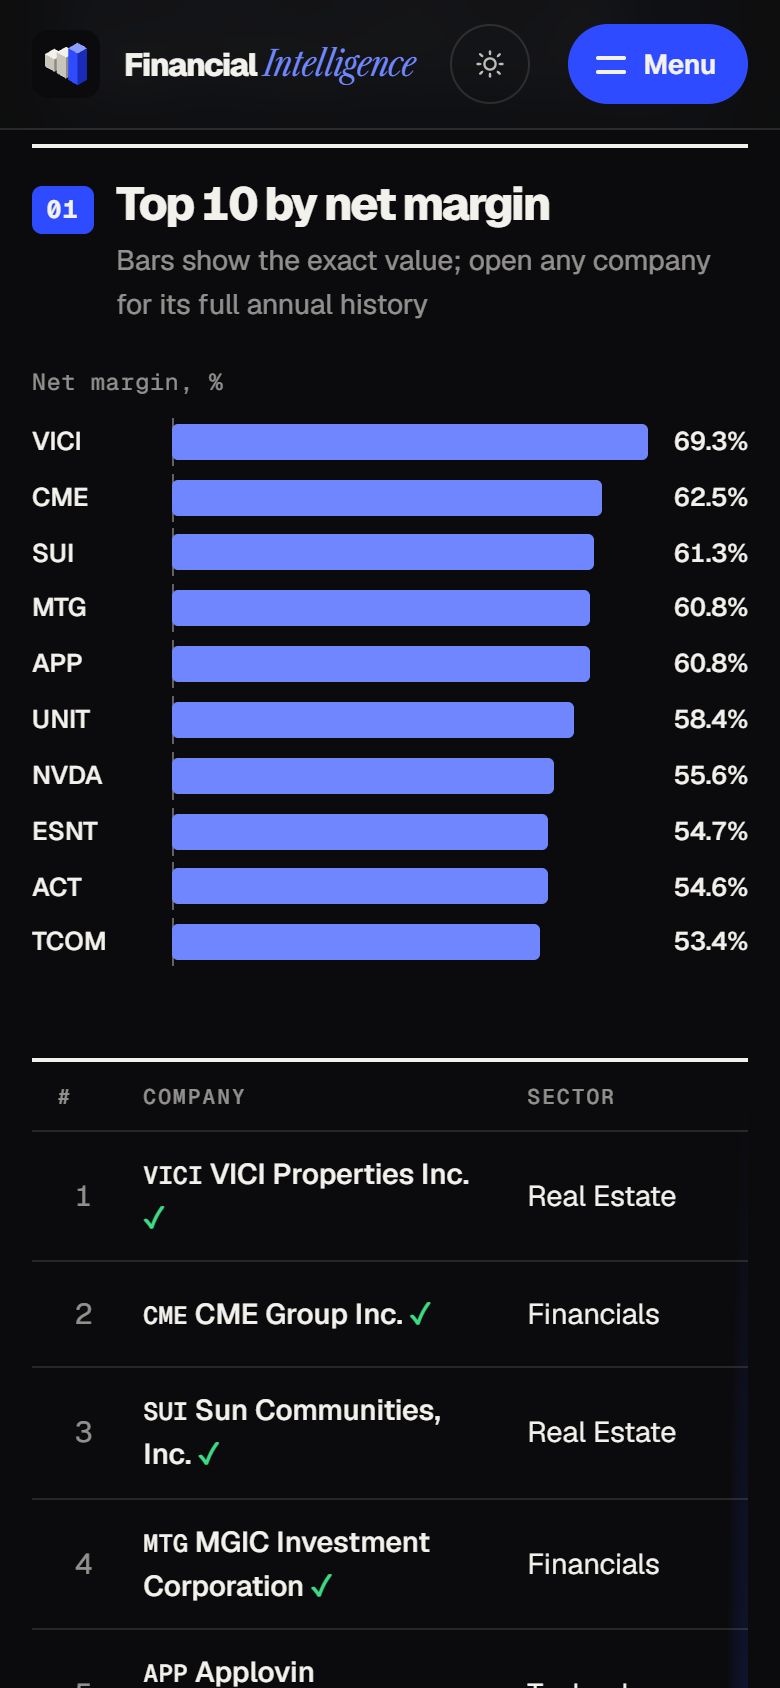 Financial Intelligence
Menu
01
Top 10 by net margin
Bars show the exact value; open any company
for its full annual history
Net margin, %
VICI 69.3%
CME 62.5%
SUI 61.3%
MTG 60.8%
APP 60.8%
UNIT 58.4%
NVDA 55.6%
ESNT 54.7%
ACT 54.6%
TCOM 53.4%
# COMPANY SECTOR
1 VICI VICI Properties Inc. ✓ Real Estate
2 CME CME Group Inc. ✓ Financials
3 SUI Sun Communities,
Inc. ✓ Real Estate
4 MTG MGIC Investment
Corporation ✓ Financials
APP Applovin